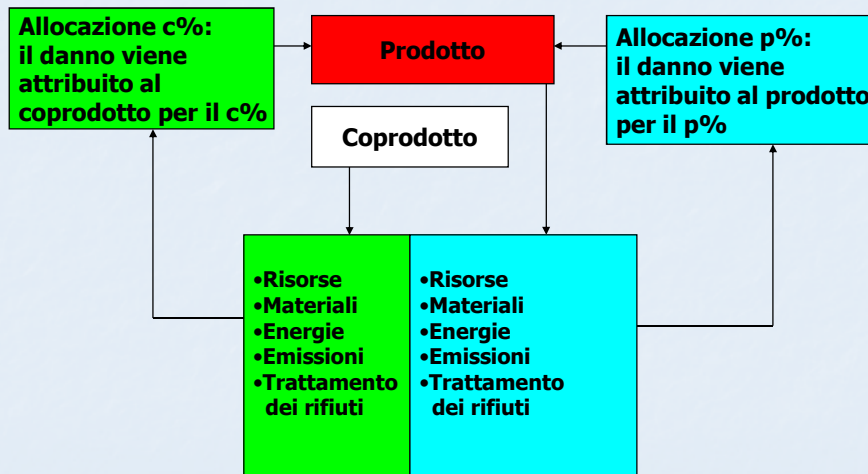 Allocazione c%:
il danno viene
attribuito al
coprodotto per il c%
Prodotto
Allocazione p%:
il danno viene
attribuito al prodotto
per il p%
Coprodotto
•Risorse
•Materiali
•Energie
•Emissioni
•Trattamento
dei rifiuti
•Risorse
•Materiali
•Energie
•Emissioni
•Trattamento
dei rifiuti